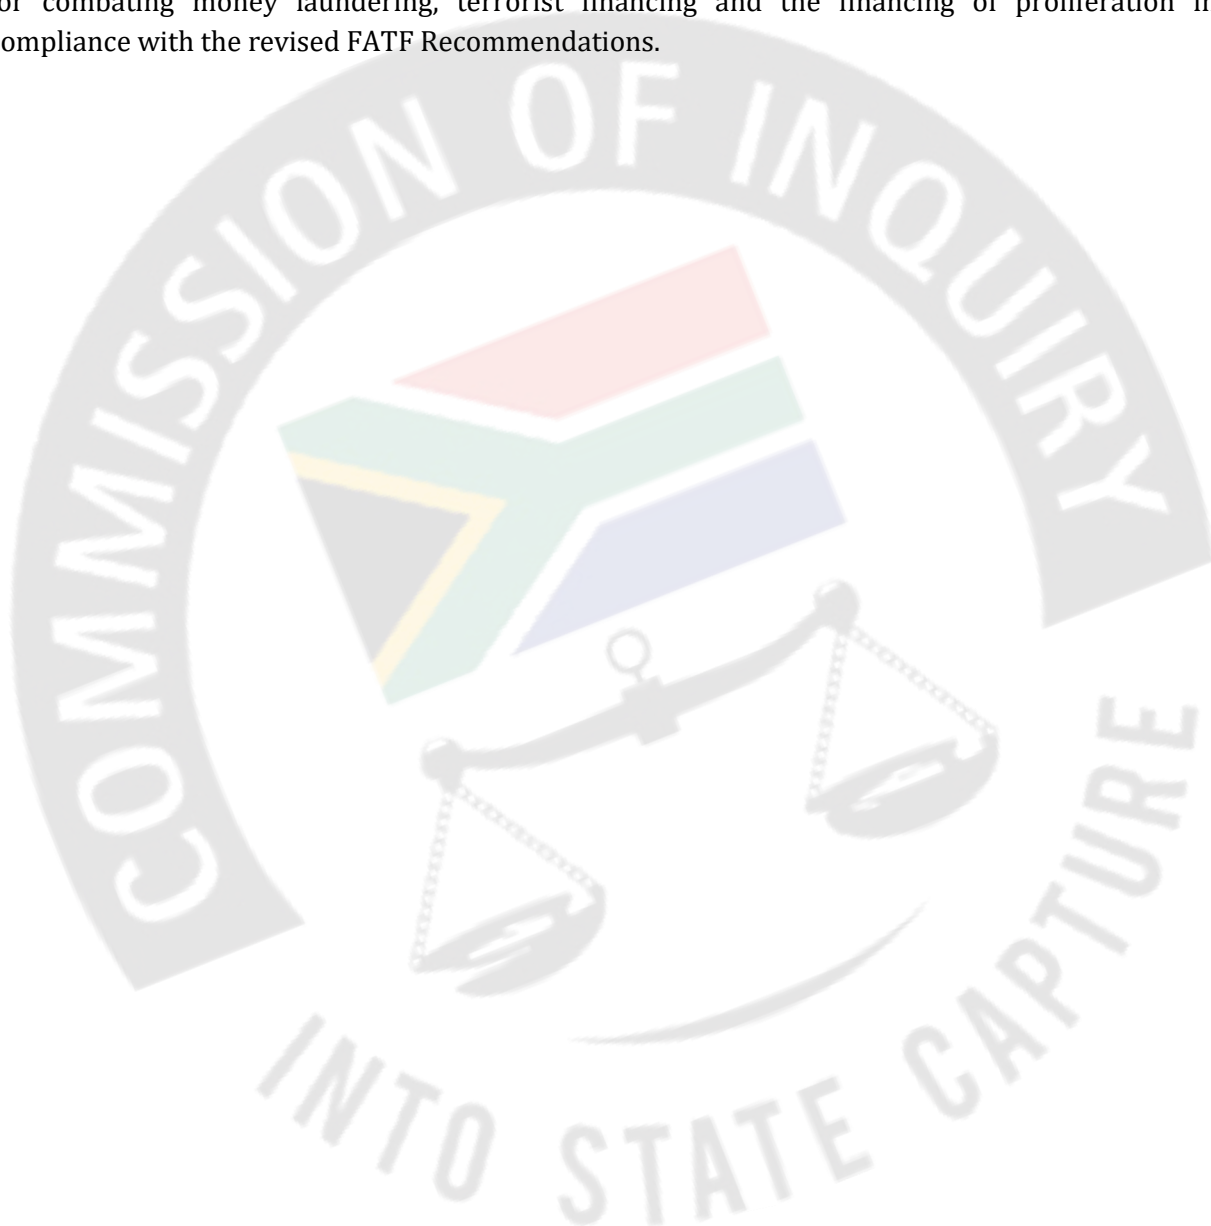 or combating money laundering, terrorist financing and the financing of proliferation in
ompliance with the revised FATF Recommendations.
COMMISSION OF INQUIRY
INTO STATE CAPTURE